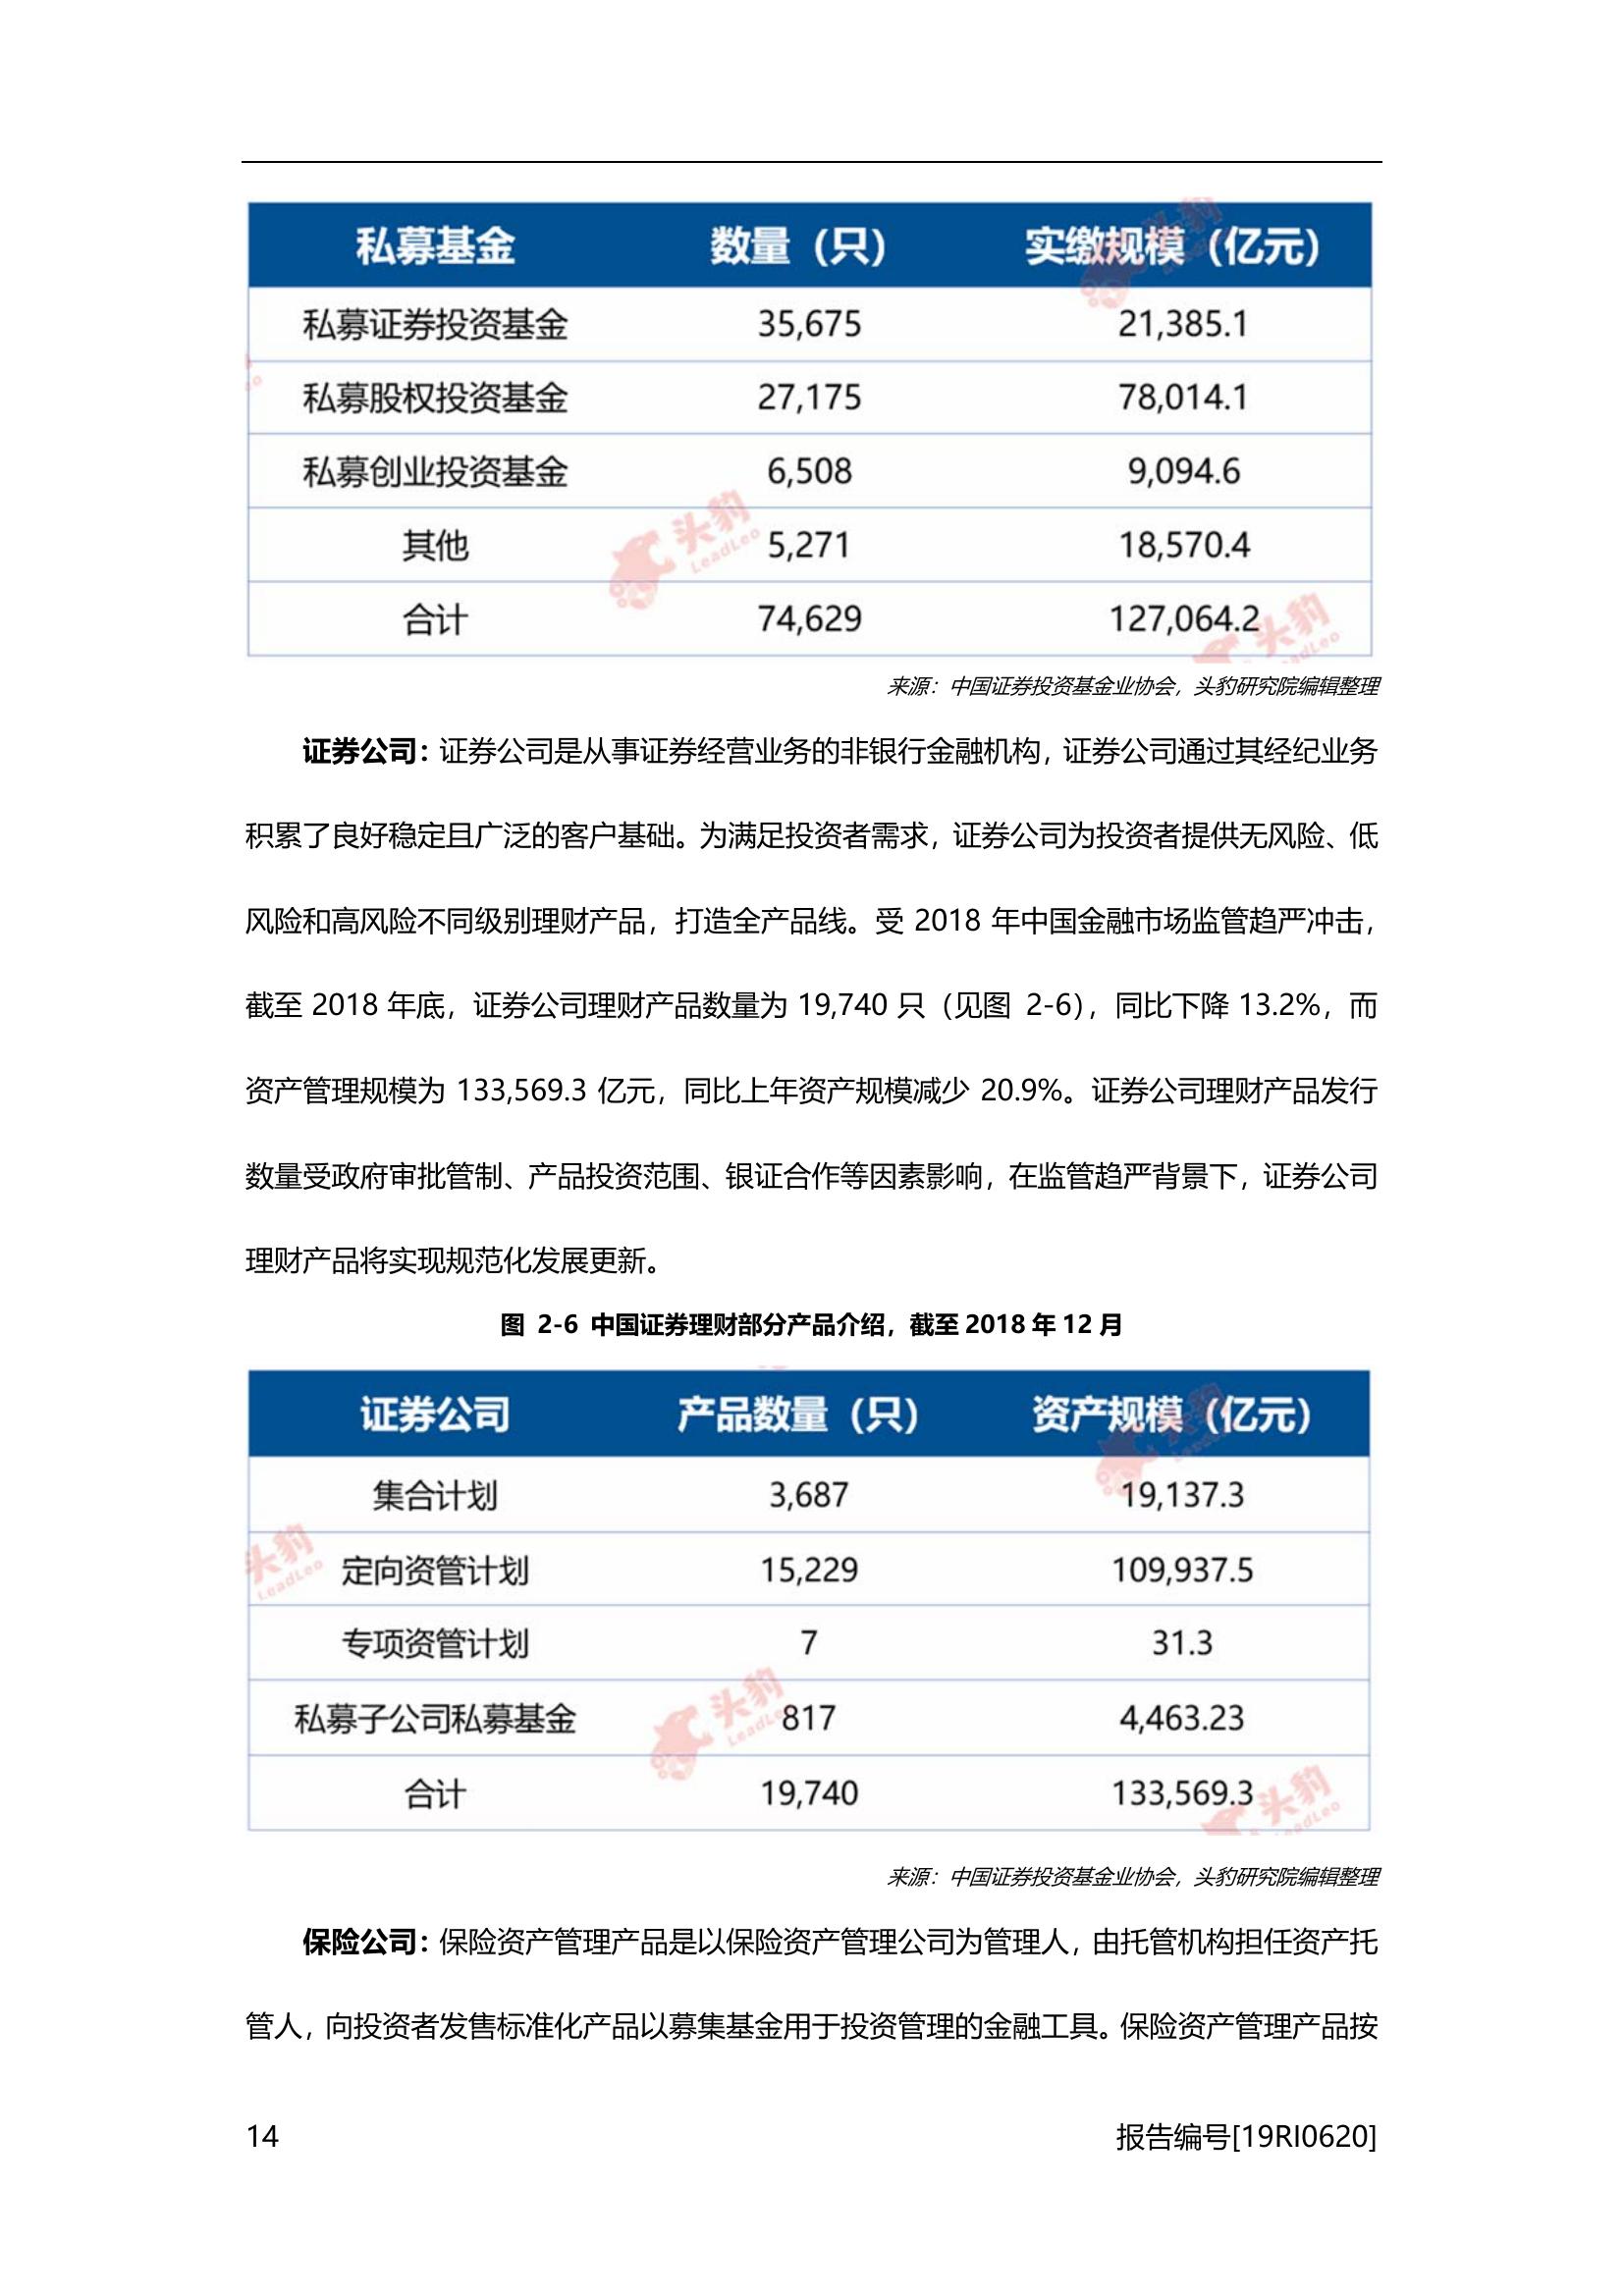 私募基金 数量（只） 实缴规模（亿元）
私募证券投资基金 35,675 21,385.1
私募股权投资基金 27,175 78,014.1
私募创业投资基金 6,508 9,094.6
其他 5,271 18,570.4
合计 74,629 127,064.2
来源：中国证券投资基金业协会，头豹研究院编辑整理
证券公司：证券公司是从事证券经营业务的非银行金融机构，证券公司通过其经纪业务
积累了良好稳定且广泛的客户基础。为满足投资者需求，证券公司为投资者提供无风险、低
风险和高风险不同级别理财产品，打造全产品线。受 2018 年中国金融市场监管趋严冲击，
截至 2018 年底，证券公司理财产品数量为 19,740 只（见图 2-6），同比下降 13.2%，而
资产管理规模为 133,569.3 亿元，同比上年资产规模减少 20.9%。证券公司理财产品发行
数量受政府审批管制、产品投资范围、银证合作等因素影响，在监管趋严背景下，证券公司
理财产品将实现规范化发展更新。
图 2-6 中国证券理财部分产品介绍，截至 2018 年 12 月
证券公司 产品数量（只） 资产规模（亿元）
集合计划 3,687 19,137.3
定向资管计划 15,229 109,937.5
专项资管计划 7 31.3
私募子公司私募基金 817 4,463.23
合计 19,740 133,569.3
来源：中国证券投资基金业协会，头豹研究院编辑整理
保险公司：保险资产管理产品是以保险资产管理公司为管理人，由托管机构担任资产托
管人，向投资者发售标准化产品以募集基金用于投资管理的金融工具。保险资产管理产品按
14 报告编号[19RI0620]
头豹 LeadLeo